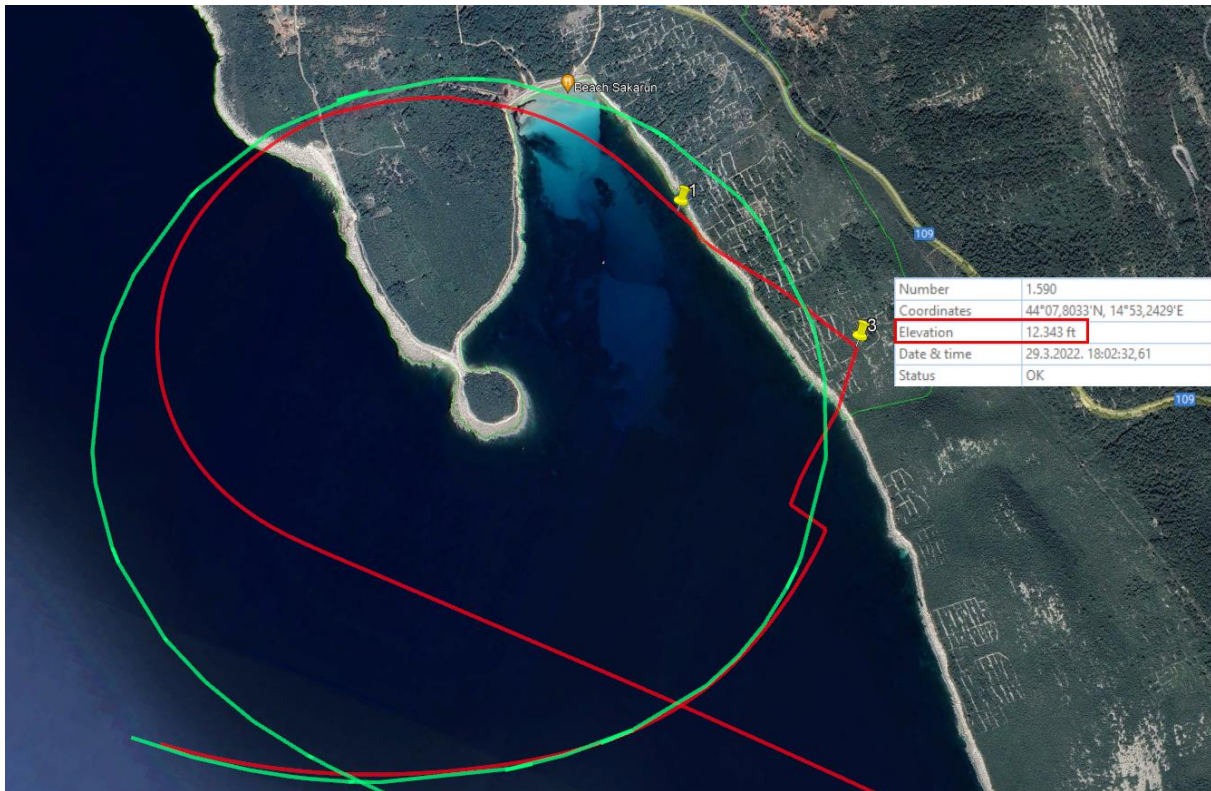 Beach Sakarun
1
109
3
Number 1.590
Coordinates 44°07,8033'N, 14°53,2429'E
Elevation 12.343 ft
Date & time 29.3.2022. 18:02:32,61
Status OK
109